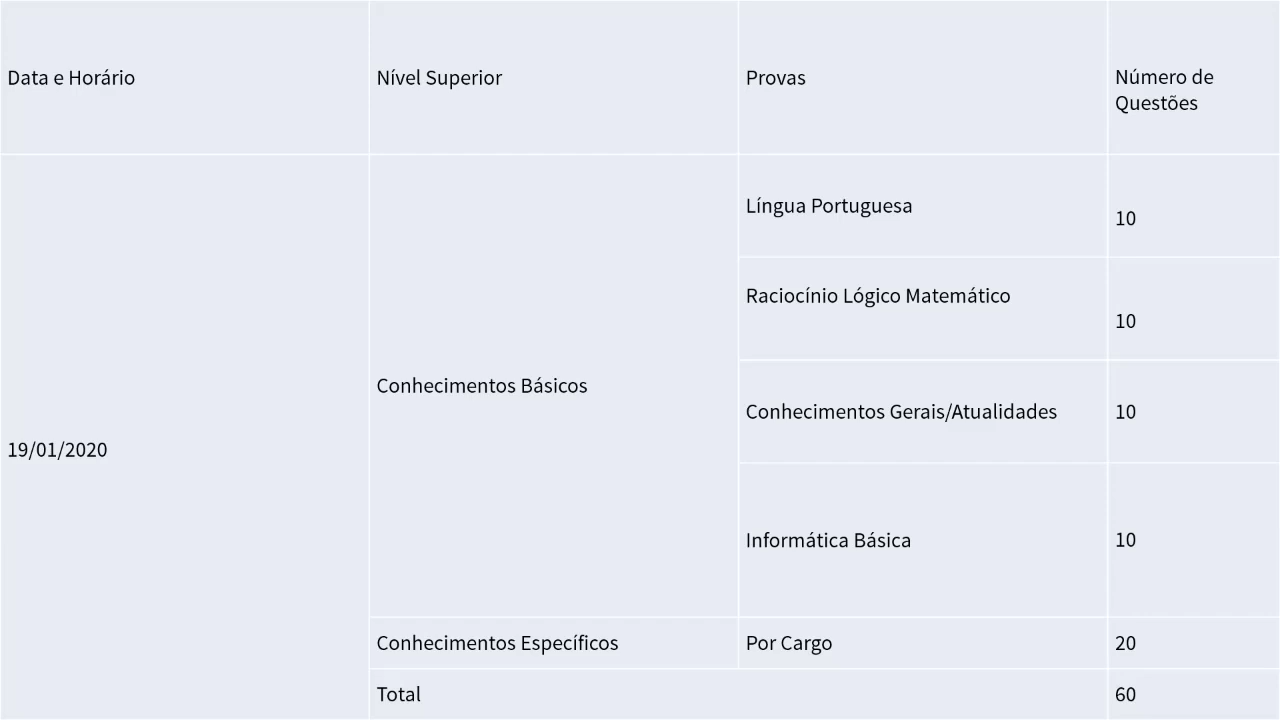 Data e Horário
Nível Superior
Provas
Número de
Questões
19/01/2020
Conhecimentos Básicos
Língua Portuguesa
10
Raciocínio Lógico Matemático
10
Conhecimentos Gerais/Atualidades
10
Informática Básica
10
Conhecimentos Específicos
Por Cargo
20
Total
60